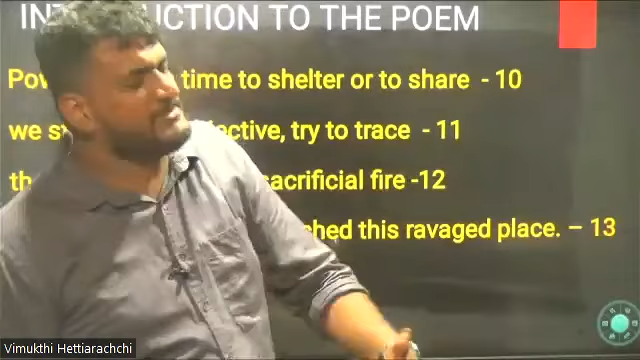 INT UCTION TO THE POEM
Pov time to shelter or to share - 10
we s ective, try to trace - 11
th sacrificial fire -12
hed this ravaged place. – 13
Vimukthi Hettiarachchi